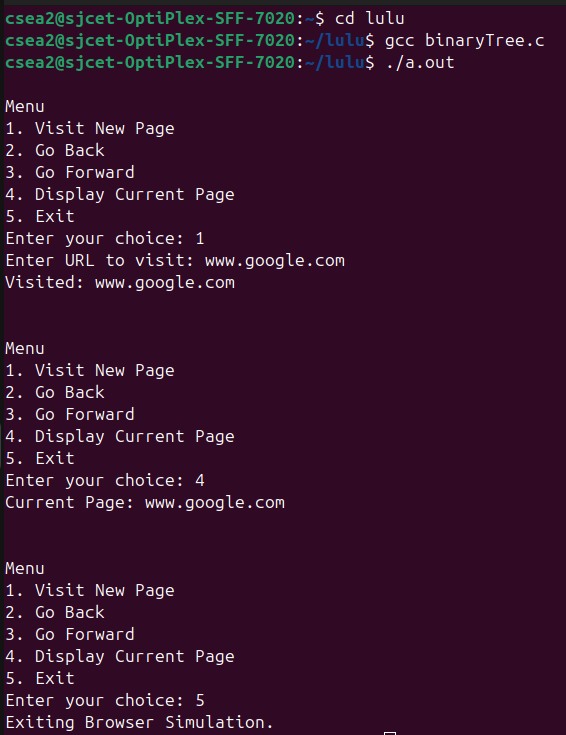 csea2@sjcet-OptiPlex-SFF-7020:~$ cd lulu
csea2@sjcet-OptiPlex-SFF-7020:~/lulu$ gcc binaryTree.c
csea2@sjcet-OptiPlex-SFF-7020:~/lulu$ ./a.out
Menu
1. Visit New Page
2. Go Back
3. Go Forward
4. Display Current Page
5. Exit
Enter your choice: 1
Enter URL to visit: www.google.com
Visited: www.google.com
Menu
1. Visit New Page
2. Go Back
3. Go Forward
4. Display Current Page
5. Exit
Enter your choice: 4
Current Page: www.google.com
Menu
1. Visit New Page
2. Go Back
3. Go Forward
4. Display Current Page
5. Exit
Enter your choice: 5
Exiting Browser Simulation.